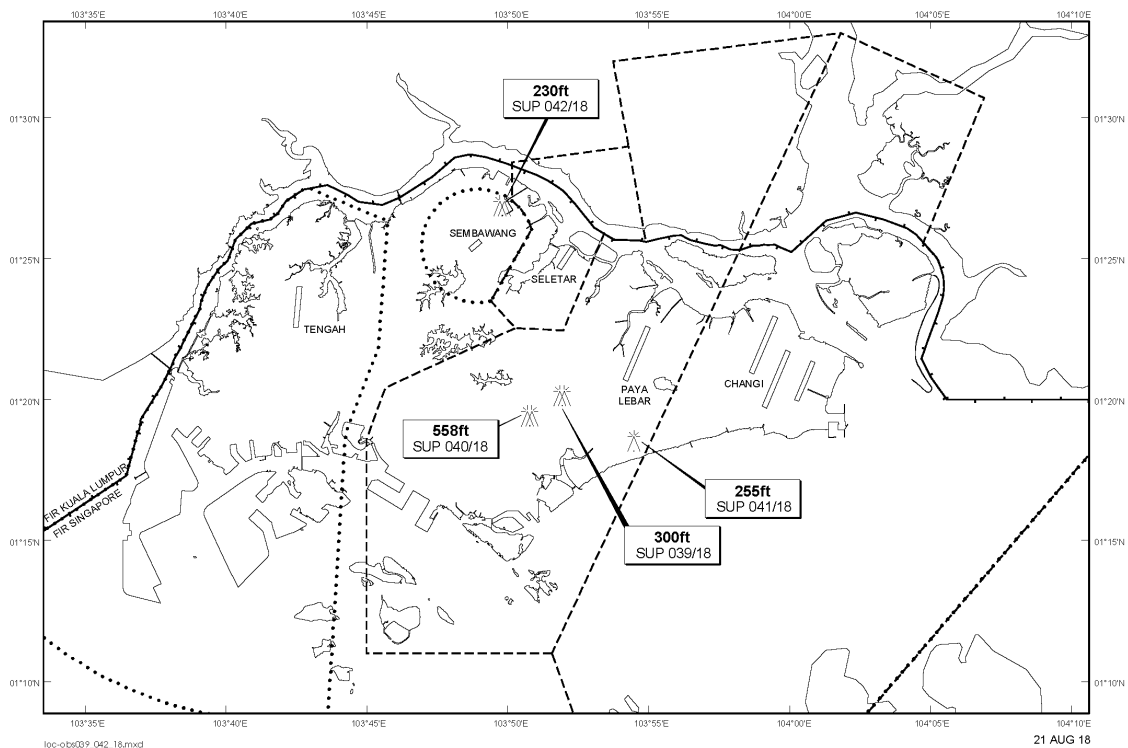 103°35'E 103°40'E 103°45'E 103°50'E 103°55'E 104°00'E 104°05'E 104°10'E
230ft
SUP 042/18
01°30'N 01°30'N
SEMBAWANG
01°25'N 01°25'N
SELETAR
TENGAH
PAYA
LEBAR
CHANGI
01°20'N 01°20'N
558ft
SUP 040/18
FIR KUALA LUMPUR
FIR SINGAPORE
255ft
SUP 041/18
300ft
SUP 039/18
01°15'N 01°15'N
01°10'N 01°10'N
103°35'E 103°40'E 103°45'E 103°50'E 103°55'E 104°00'E 104°05'E 104°10'E
loc-obs039_042_18.mxd
21 AUG 18